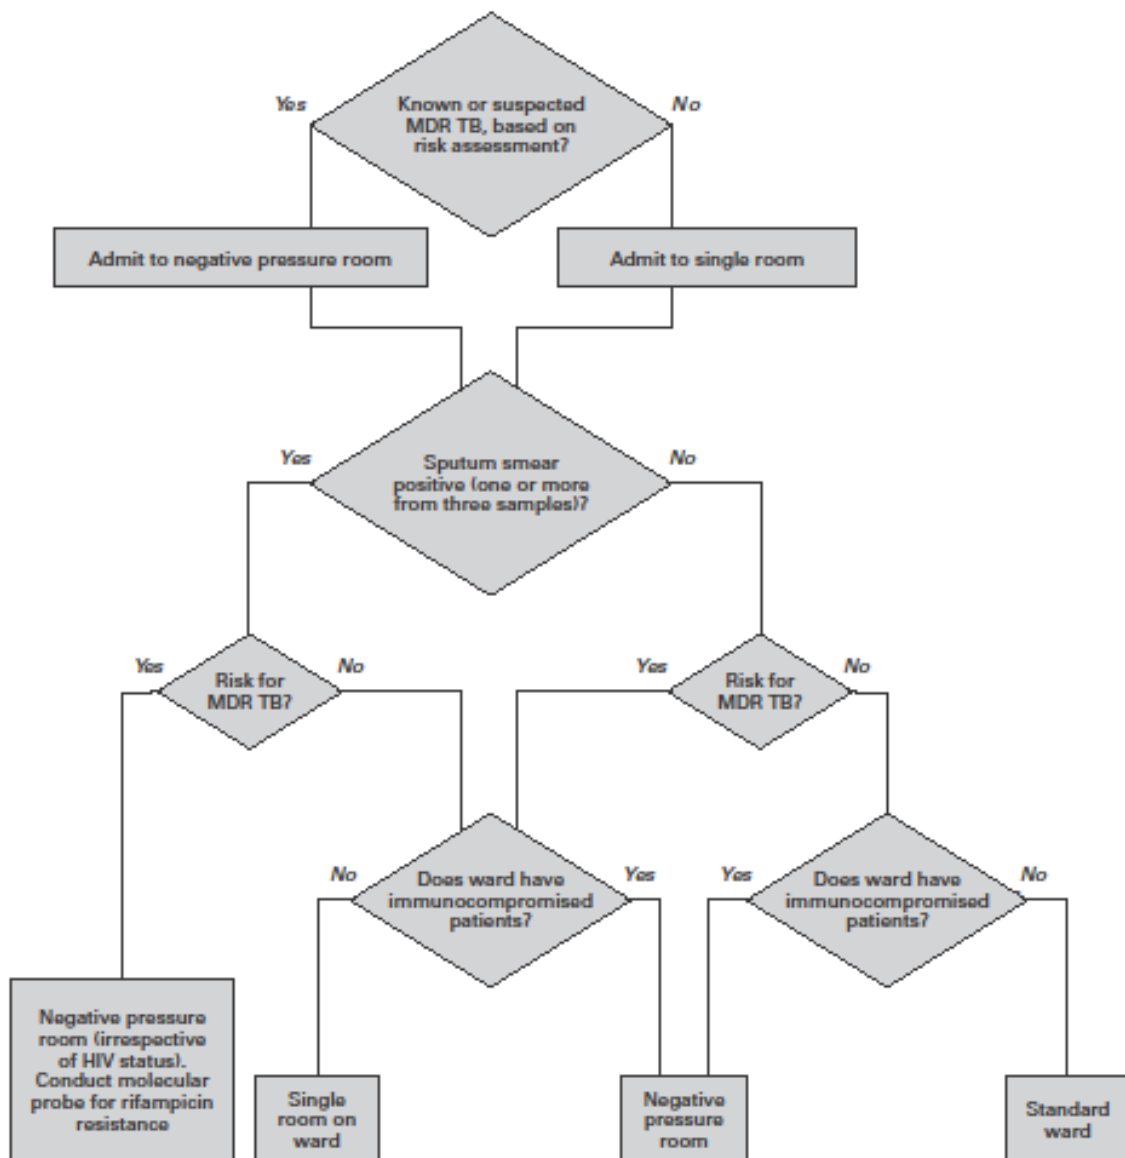 Yes
Known or suspected
MDR TB, based on
risk assessment?
No
Admit to negative pressure room
Admit to single room
Yes
Sputum smear
positive (one or more
from three samples)?
No
Yes
Risk for
MDR TB?
No
Yes
Risk for
MDR TB?
No
No
Does ward have
immunocompromised
patients?
Yes
Yes
Does ward have
immunocompromised
patients?
No
Negative pressure
room (irrespective
of HIV status).
Conduct molecular
probe for rifampicin
resistance
Single
room on
ward
Negative
pressure
room
Standard
ward